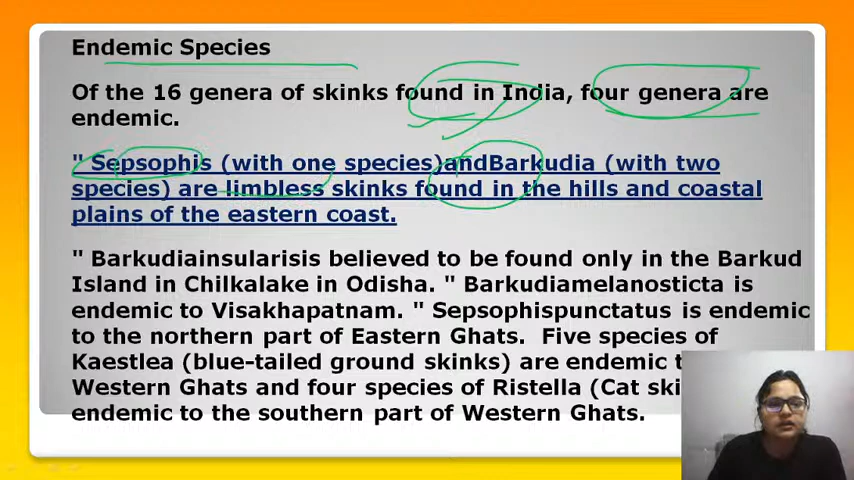 Endemic Species
Of the 16 genera of skinks found in India, four genera are
endemic.
" Sepsophis (with one species)andBarkudia (with two
species) are limbless skinks found in the hills and coastal
plains of the eastern coast.
" Barkudiainsularisis believed to be found only in the Barkud
Island in Chilkalake in Odisha. " Barkudiamelanosticta is
endemic to Visakhapatnam. " Sepsophispunctatus is endemic
to the northern part of Eastern Ghats.  Five species of
Kaestlea (blue-tailed ground skinks) are endemic
Western Ghats and four species of Ristella (Cat
endemic to the southern part of Western Ghats.